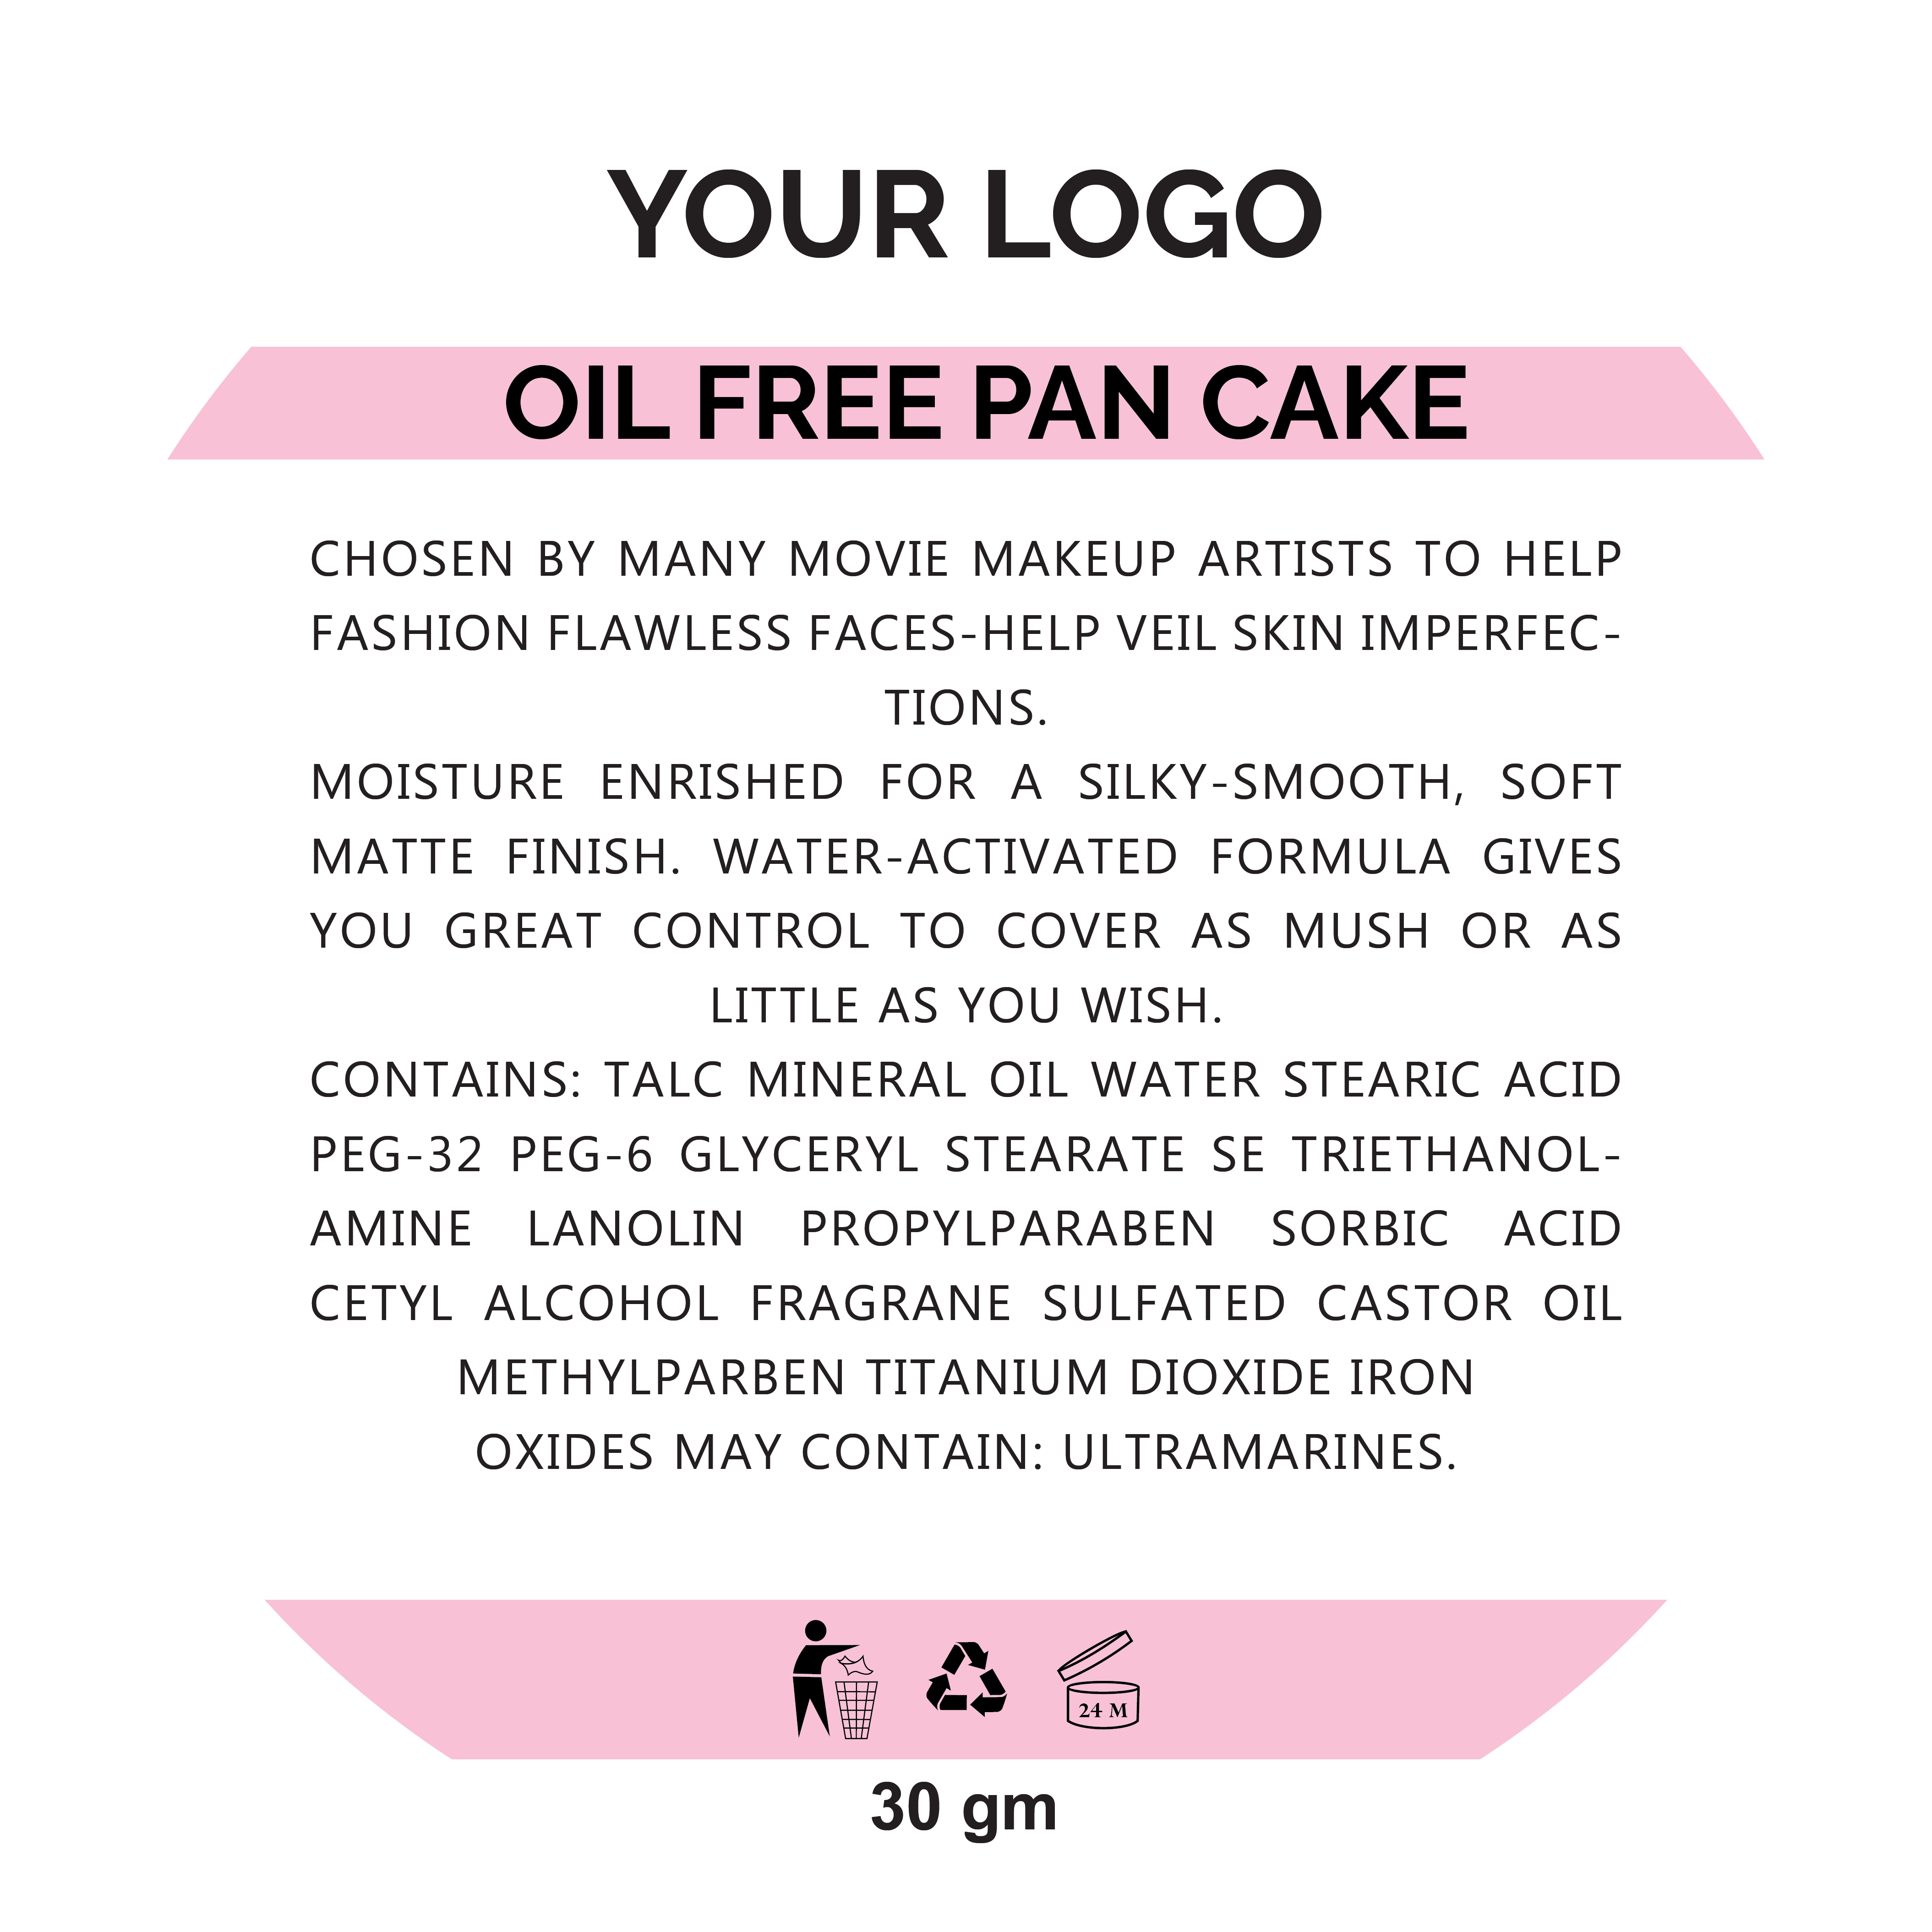 YOUR LOGO
OIL FREE PAN CAKE
CHOSEN BY MANY MOVIE MAKEUP ARTISTS TO HELP
FASHION FLAWLESS FACES-HELP VEIL SKIN IMPERFEC-
TIONS.
MOISTURE ENRISHED FOR A SILKY-SMOOTH, SOFT
MATTE FINISH. WATER-ACTIVATED FORMULA GIVES
YOU GREAT CONTROL TO COVER AS MUSH OR AS
LITTLE AS YOU WISH.
CONTAINS: TALC MINERAL OIL WATER STEARIC ACID
PEG-32 PEG-6 GLYCERYL STEARATE SE TRIETHANOL-
AMINE LANOLIN PROPYLPARABEN SORBIC ACID
CETYL ALCOHOL FRAGRANE SULFATED CASTOR OIL
METHYLPARBEN TITANIUM DIOXIDE IRON
OXIDES MAY CONTAIN: ULTRAMARINES.
24 M
30 gm